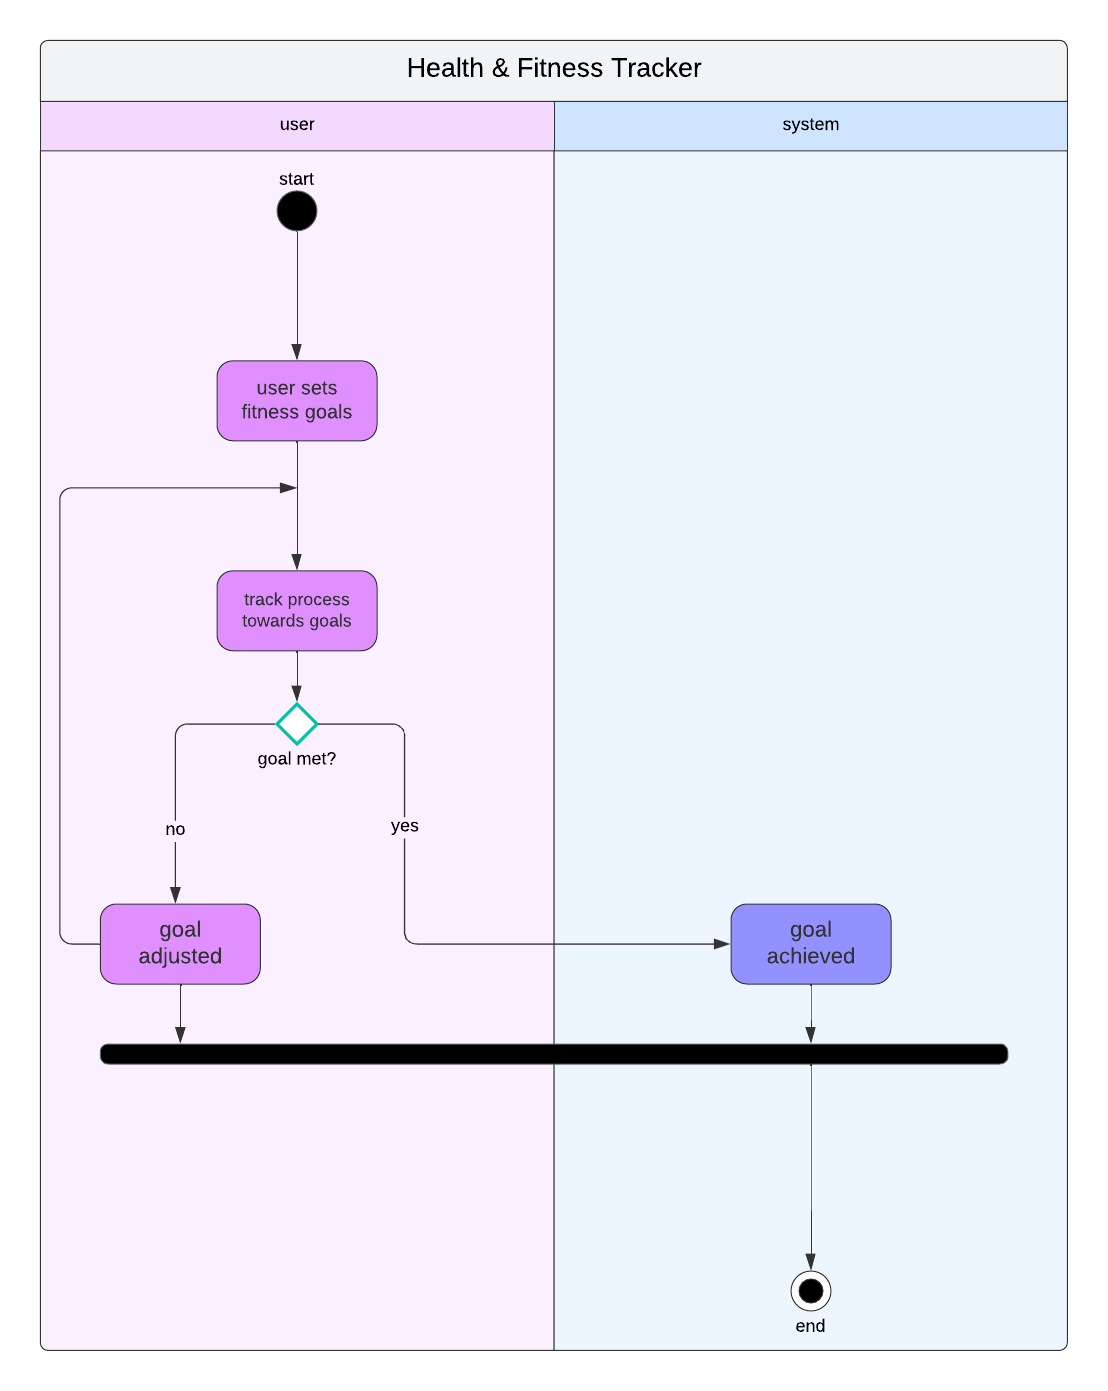 Health & Fitness Tracker
user
system
start
user sets
fitness goals
track process
towards goals
goal met?
no
yes
goal
adjusted
goal
achieved
end